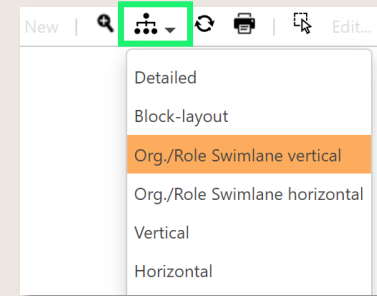 New | | Edit...
Detailed
Block-layout
Org./Role Swimlane vertical
Org./Role Swimlane horizontal
Vertical
Horizontal